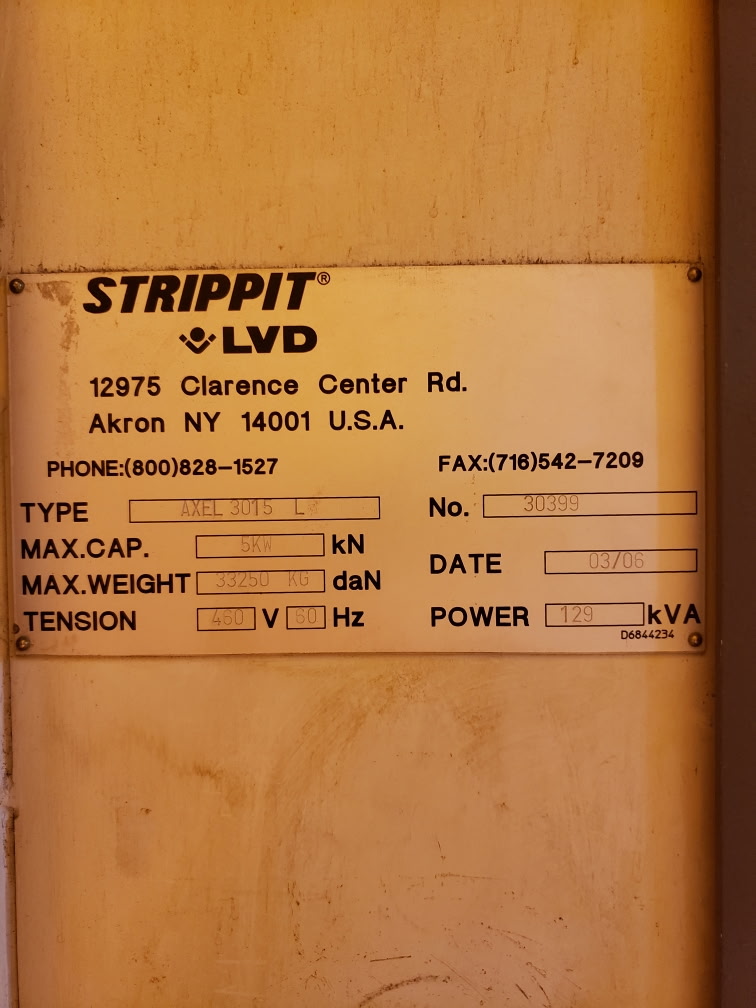 STRIPPIT®
LVD
12975 Clarence Center Rd.
Akron NY 14001 U.S.A.
PHONE:(800)828-1527 FAX:(716)542-7209
TYPE AXEL 3015 L No. 30399
MAX.CAP. 5KW kN
DATE 03/06
MAX.WEIGHT 33250 KG daN
TENSION 460 V 60 Hz POWER 129 kVA
D6844234